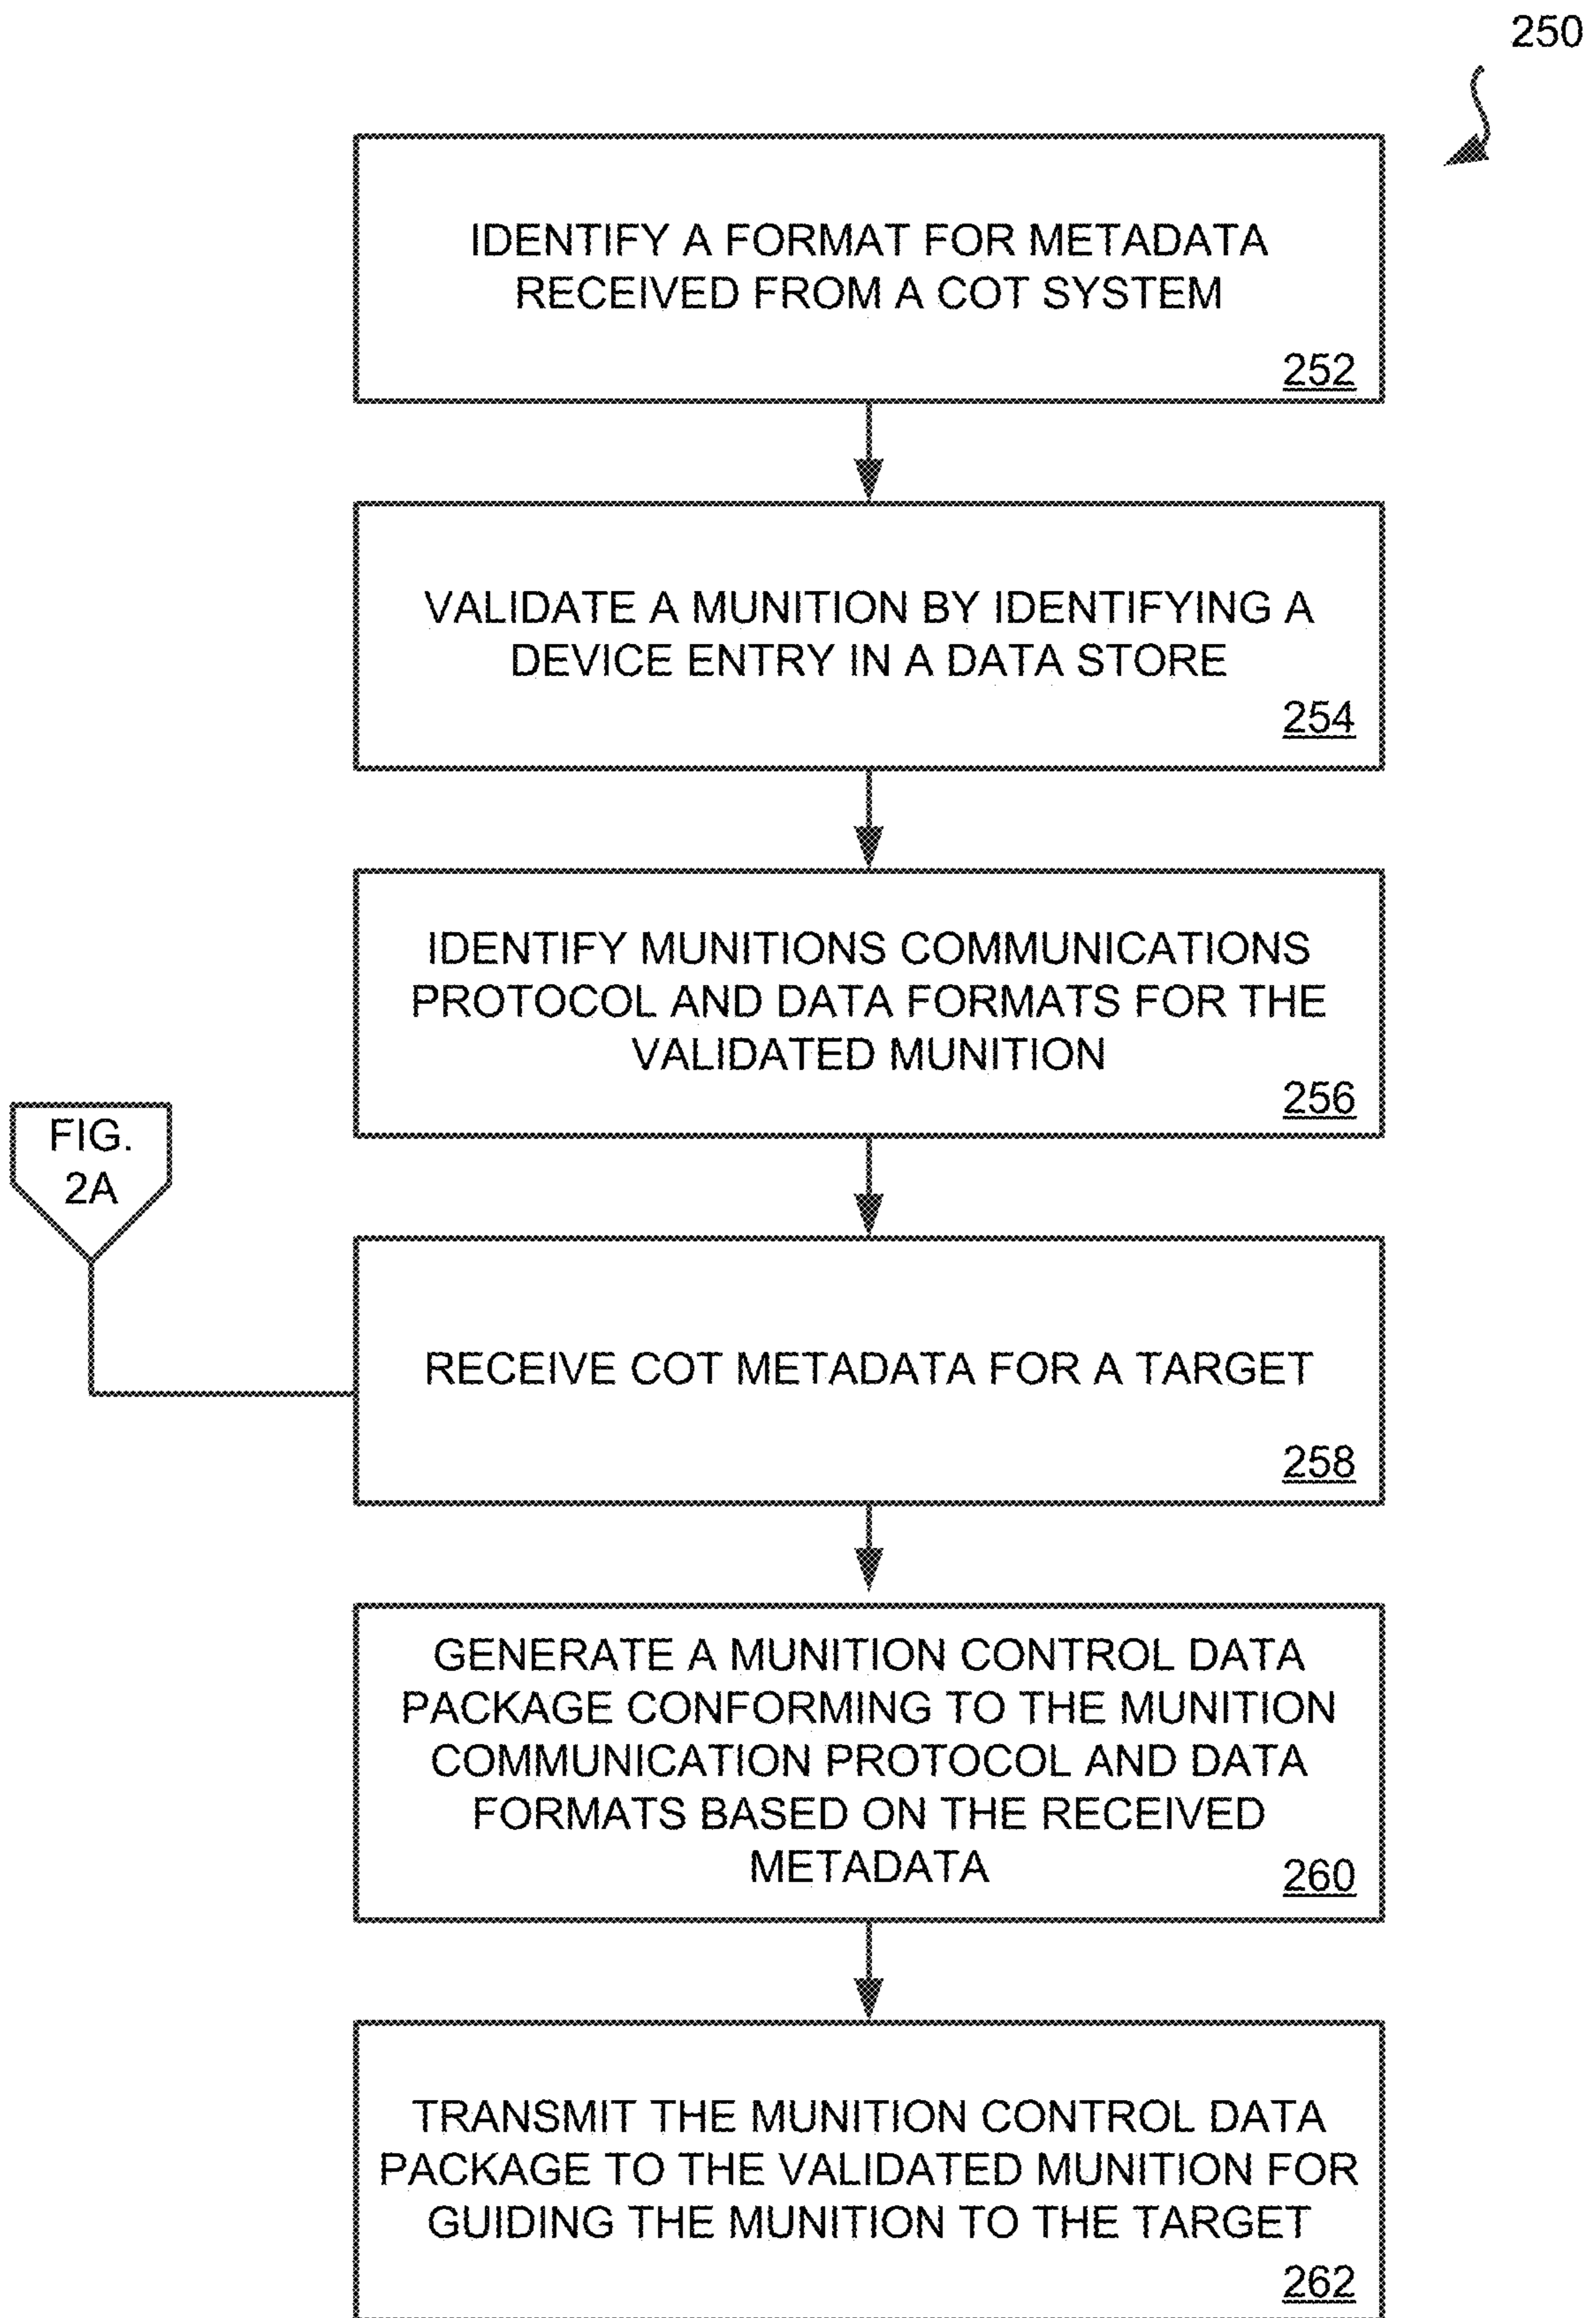 250
IDENTIFY A FORMAT FOR METADATA
RECEIVED FROM A COT SYSTEM
252
VALIDATE A MUNITION BY IDENTIFYING A
DEVICE ENTRY IN A DATA STORE
254
IDENTIFY MUNITIONS COMMUNICATIONS
PROTOCOL AND DATA FORMATS FOR THE
VALIDATED MUNITION
256
FIG.
2A
RECEIVE COT METADATA FOR A TARGET
258
GENERATE A MUNITION CONTROL DATA
PACKAGE CONFORMING TO THE MUNITION
COMMUNICATION PROTOCOL AND DATA
FORMATS BASED ON THE RECEIVED
METADATA
260
TRANSMIT THE MUNITION CONTROL DATA
PACKAGE TO THE VALIDATED MUNITION FOR
GUIDING THE MUNITION TO THE TARGET
262